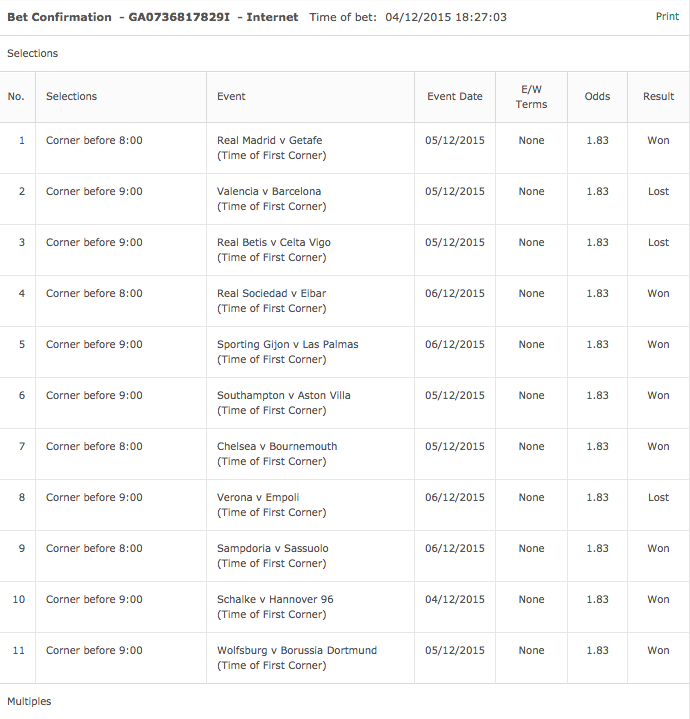 Bet Confirmation - GA0736817829I - Internet Time of bet: 04/12/2015 18:27:03 Print
Selections
No. Selections Event Event Date E/W Terms Odds Result
1 Corner before 8:00 Real Madrid v Getafe 05/12/2015 None 1.83 Won
(Time of First Corner)
2 Corner before 9:00 Valencia v Barcelona 05/12/2015 None 1.83 Lost
(Time of First Corner)
3 Corner before 9:00 Real Betis v Celta Vigo 05/12/2015 None 1.83 Lost
(Time of First Corner)
4 Corner before 8:00 Real Sociedad v Eibar 06/12/2015 None 1.83 Won
(Time of First Corner)
5 Corner before 9:00 Sporting Gijon v Las Palmas 06/12/2015 None 1.83 Won
(Time of First Corner)
6 Corner before 9:00 Southampton v Aston Villa 05/12/2015 None 1.83 Won
(Time of First Corner)
7 Corner before 8:00 Chelsea v Bournemouth 05/12/2015 None 1.83 Won
(Time of First Corner)
8 Corner before 9:00 Verona v Empoli 06/12/2015 None 1.83 Lost
(Time of First Corner)
9 Corner before 8:00 Sampdoria v Sassuolo 06/12/2015 None 1.83 Won
(Time of First Corner)
10 Corner before 9:00 Schalke v Hannover 96 04/12/2015 None 1.83 Won
(Time of First Corner)
11 Corner before 9:00 Wolfsburg v Borussia Dortmund 05/12/2015 None 1.83 Won
(Time of First Corner)
Multiples